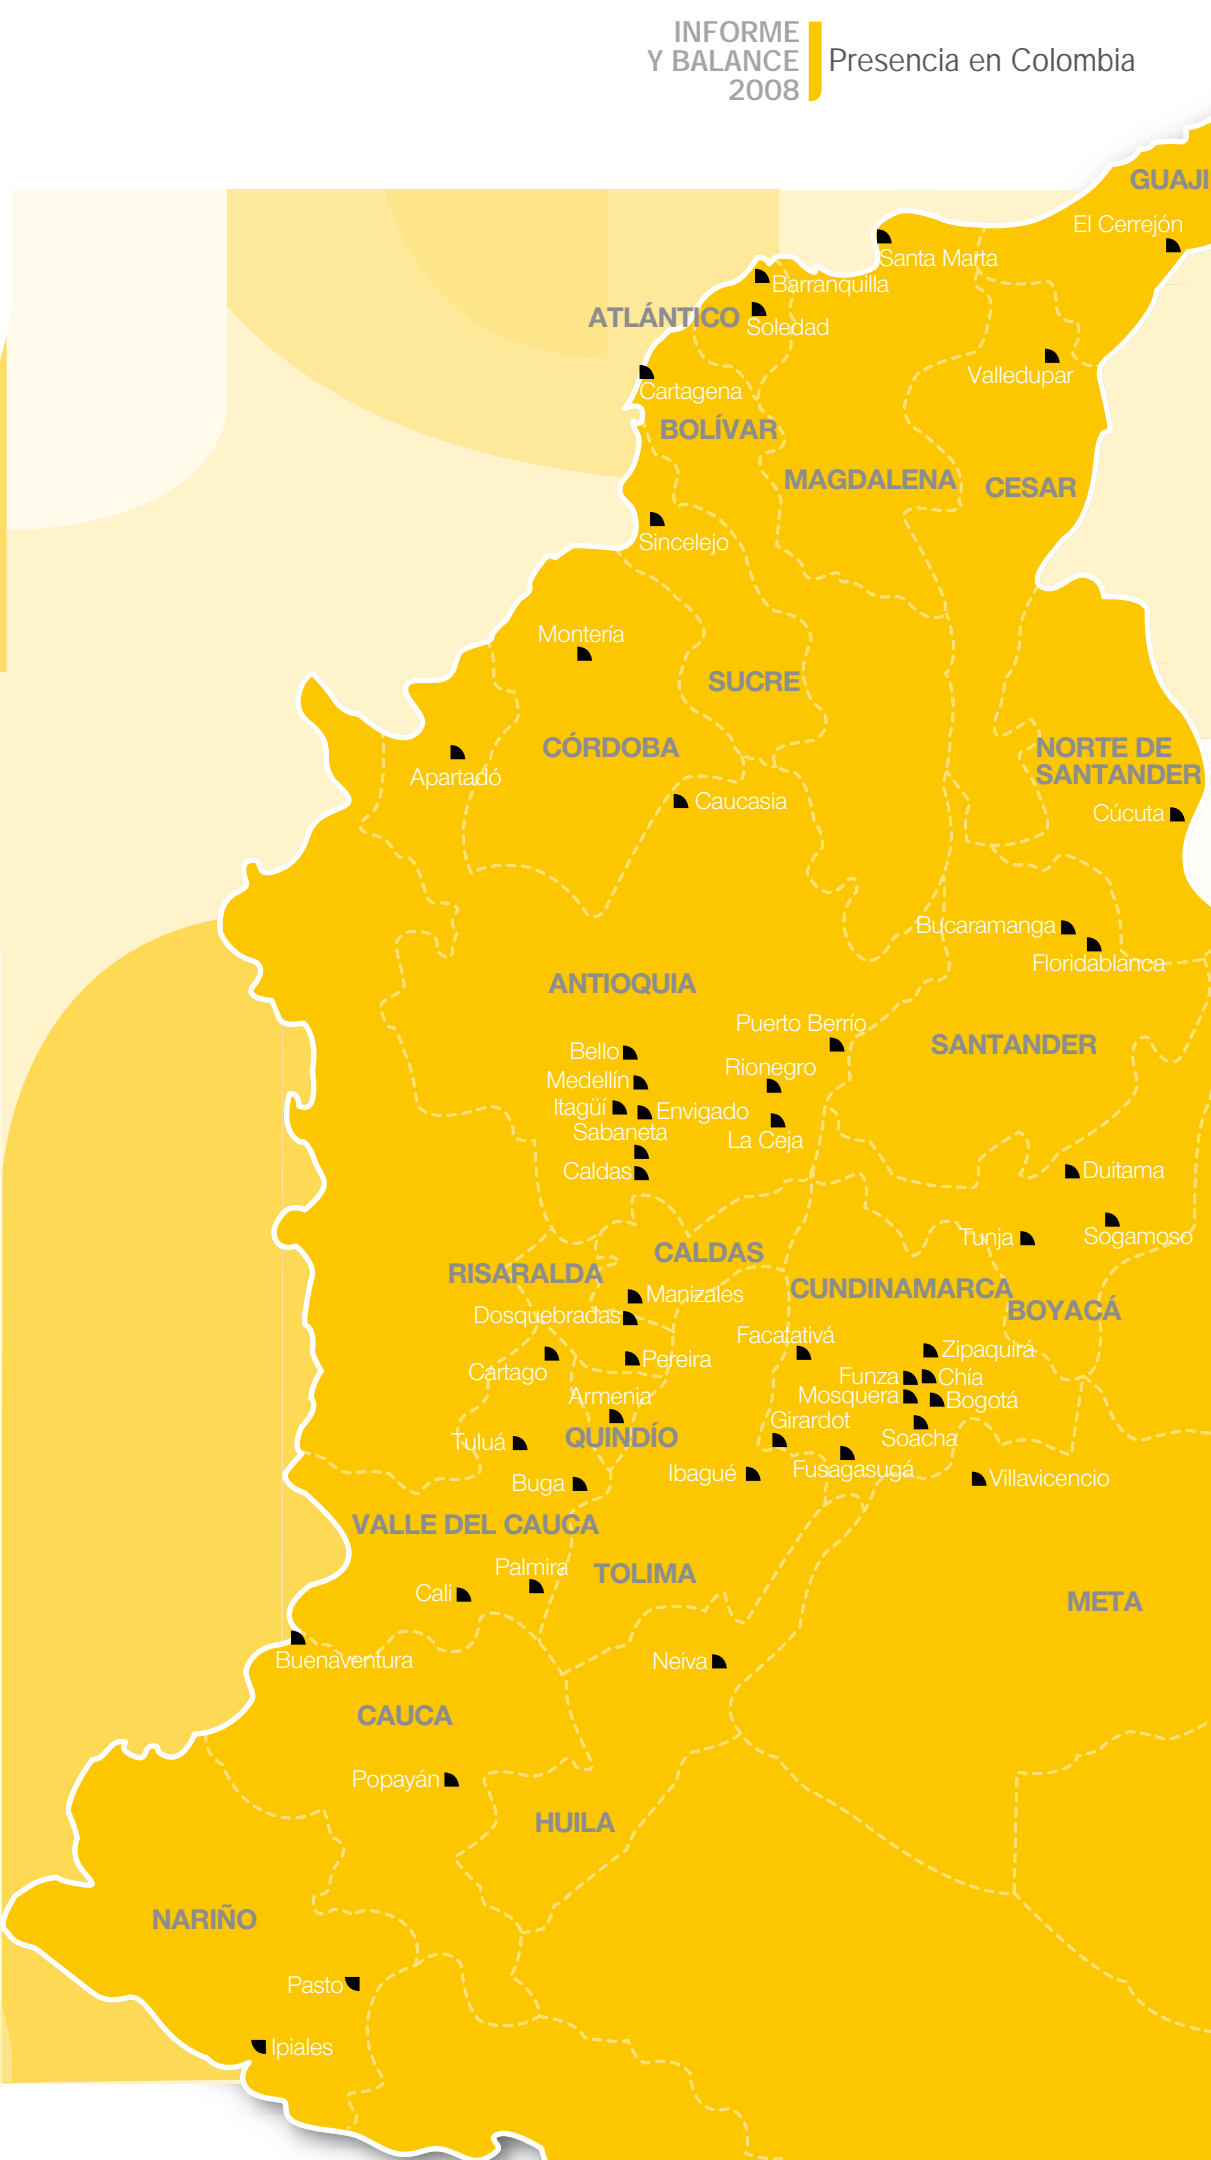 INFORME
Y BALANCE
2008
Presencia en Colombia
GUAJI
El Cerrejón
Santa Marta
Barranquilla
ATLÁNTICO
Soledad
Valledupar
Cartagena
BOLÍVAR
MAGDALENA
CESAR
Sincelejo
Montería
SUCRE
CÓRDOBA
NORTE DE
SANTANDER
Apartadó
Caucasia
Cúcuta
Bucaramanga
Floridablanca
ANTIOQUIA
Puerto Berrío
SANTANDER
Bello
Rionegro
Medellín
Itagüí
Envigado
Sabaneta
La Ceja
Caldas
Duitama
Tunja
Sogamoso
CALDAS
RISARALDA
CUNDINAMARCA
Manizales
BOYACÁ
Dosquebradas
Facatativá
Zipaquirá
Pereira
Cartago
Funza
Chía
Armenia
Mosquera
Bogotá
Girardot
QUINDÍO
Soacha
Tuluá
Ibagué
Fusagasugá
Villavicencio
Buga
VALLE DEL CAUCA
Palmira
TOLIMA
Cali
META
Buenaventura
Neiva
CAUCA
Popayán
HUILA
NARIÑO
Pasto
Ipiales